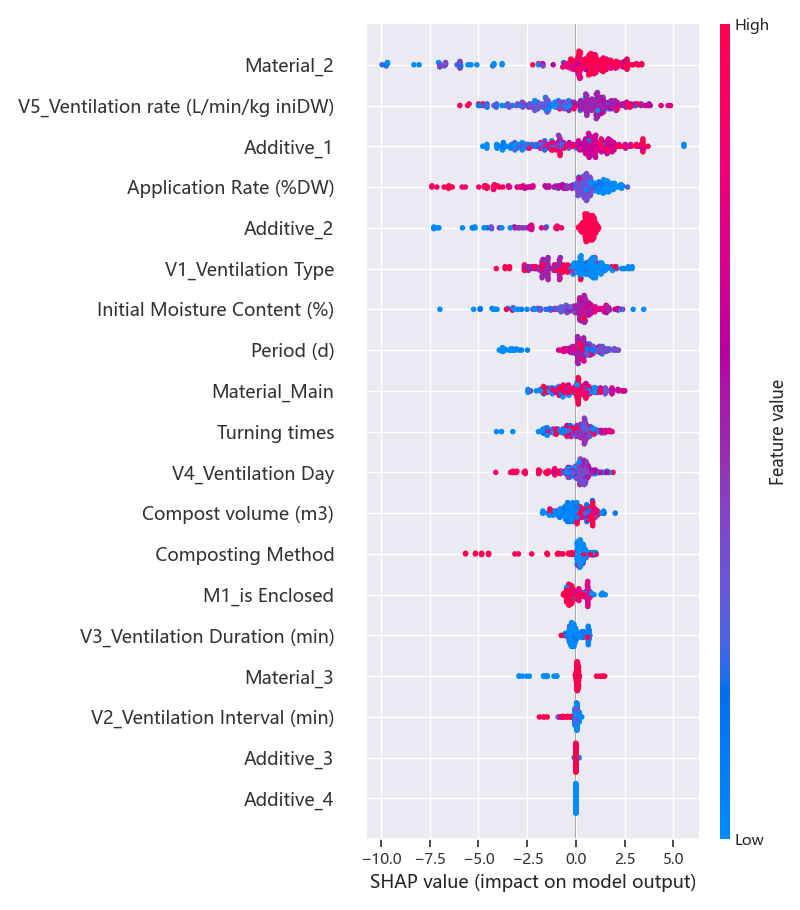 High
Material_2
V5_Ventilation rate (L/min/kg iniDW)
Additive_1
Application Rate (%DW)
Additive_2
V1_Ventilation Type
Initial Moisture Content (%)
Period (d)
Material_Main
Turning times
V4_Ventilation Day
Compost volume (m3)
Composting Method
M1_is Enclosed
V3_Ventilation Duration (min)
Material_3
V2_Ventilation Interval (min)
Additive_3
Additive_4
Feature value
Low
−10.0 −7.5 −5.0 −2.5 0.0 2.5 5.0
SHAP value (impact on model output)